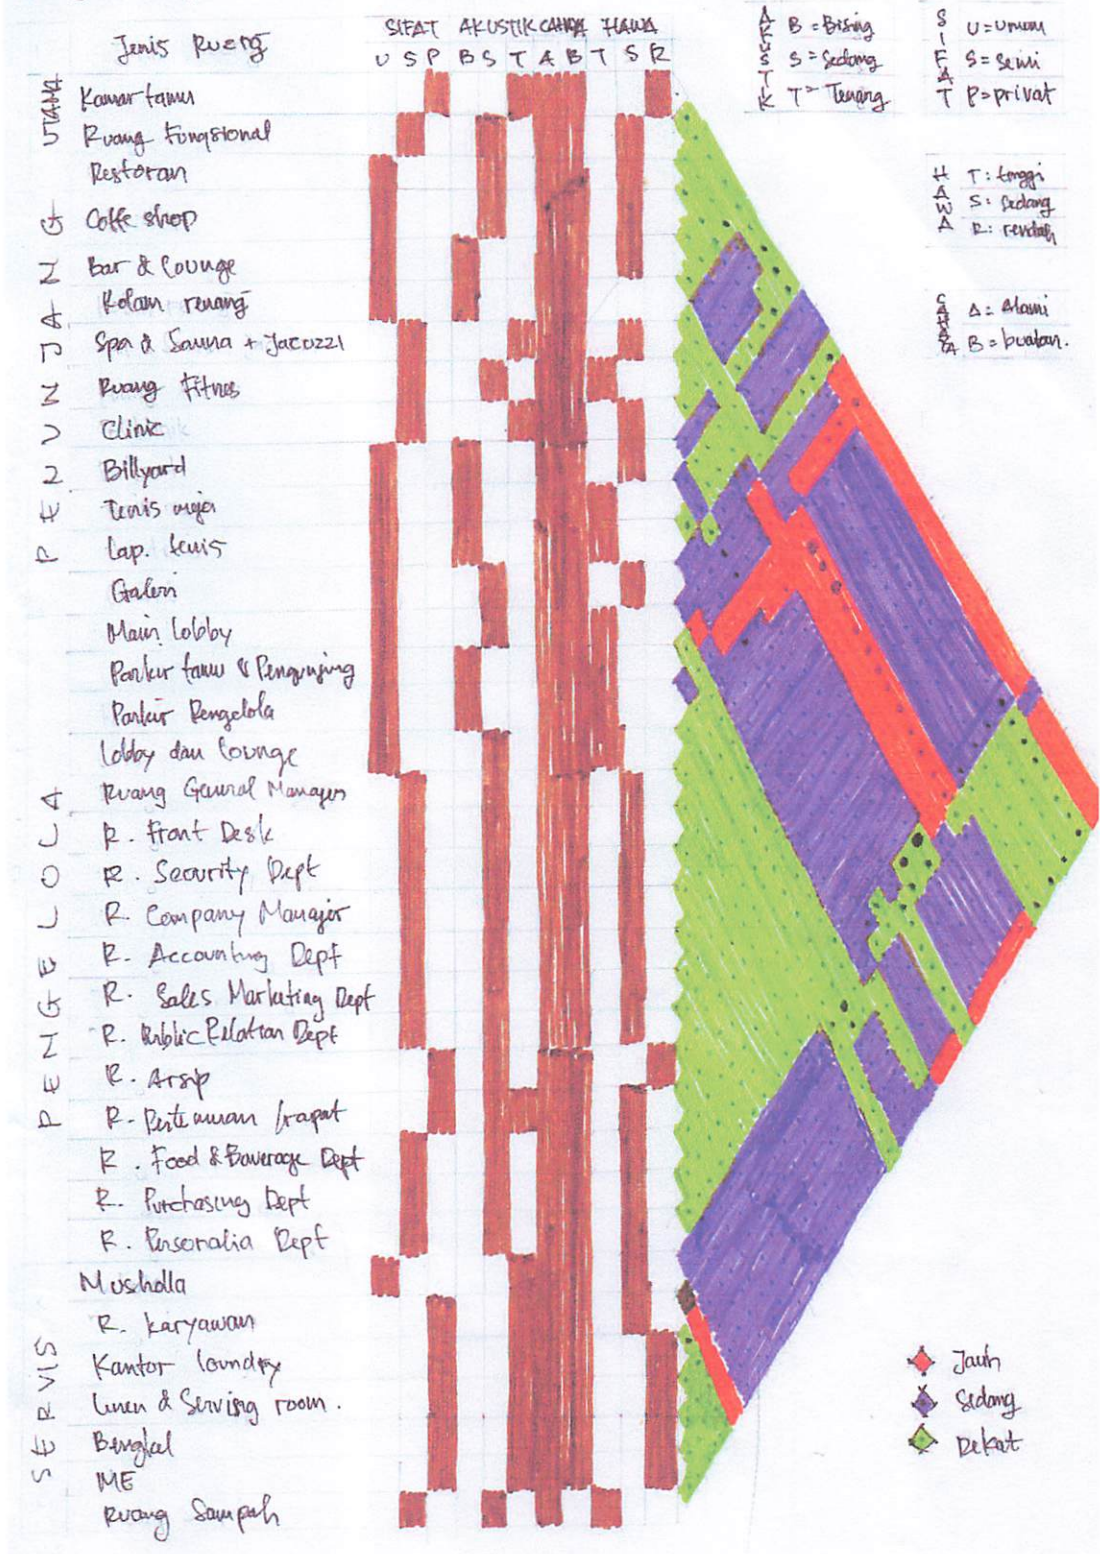 Jenis Ruang
SIFAT AKUSTIK CAHAYA HAWA
U S P B S T A B T S R
UTAMA
Kamar tamu
Ruang Fungsional
PENUNJANG
Restoran
Coffe shop
Bar & Lounge
Kolam renang
Spa & Sauna + Jacuzzi
Ruang Fitnes
Clinic
Billyard
Tenis meja
Lap. tenis
Galeri
Main Lobby
Parkir tamu & Pengunjung
Parkir Pengelola
PENGELOLA
Lobby dan Lounge
Ruang General Manager
R. Front Desk
R. Security Dept
R. Company Manajer
R. Accounting Dept
R. Sales Marketing Dept
R. Public Relation Dept
R. Arsip
R. Pertemuan / rapat
R. Food & Baverage Dept
R. Purchasing Dept
R. Personalia Dept
SERVIS
Musholla
R. karyawan
Kantor loundry
Linen & Serving room.
Bengkel
ME
Ruang Sampah
AKUSTIK
B = Bising
S = Sedang
T = Tenang
SIFAT
U = Umum
S = Semi
P = privat
HAWA
T : tinggi
S : Sedang
R : rendah
CAHAYA
A = Alami
B = buatan.
Jauh
Sedang
Dekat